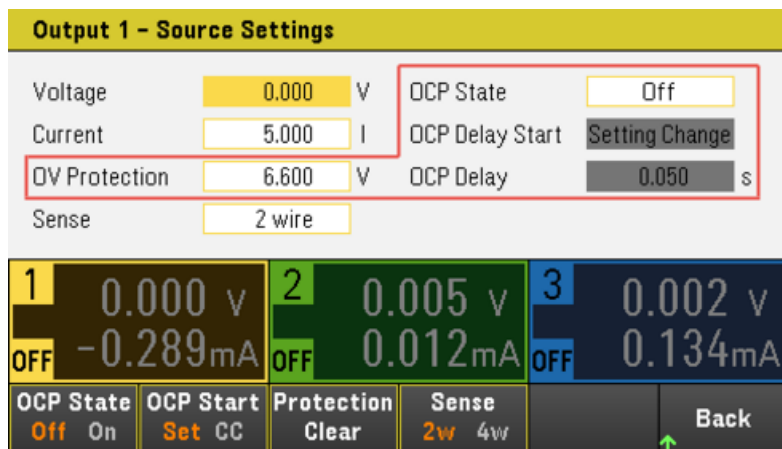 Output 1 - Source Settings
Voltage 0.000 V OCP State Off
Current 5.000 I OCP Delay Start Setting Change
OV Protection 6.600 V OCP Delay 0.050 s
Sense 2 wire
1 0.000 V 2 0.005 V 3 0.002 V
OFF -0.289mA OFF 0.012mA OFF 0.134mA
OCP State OCP Start Protection Sense Back
Off On Set CC Clear 2w 4w